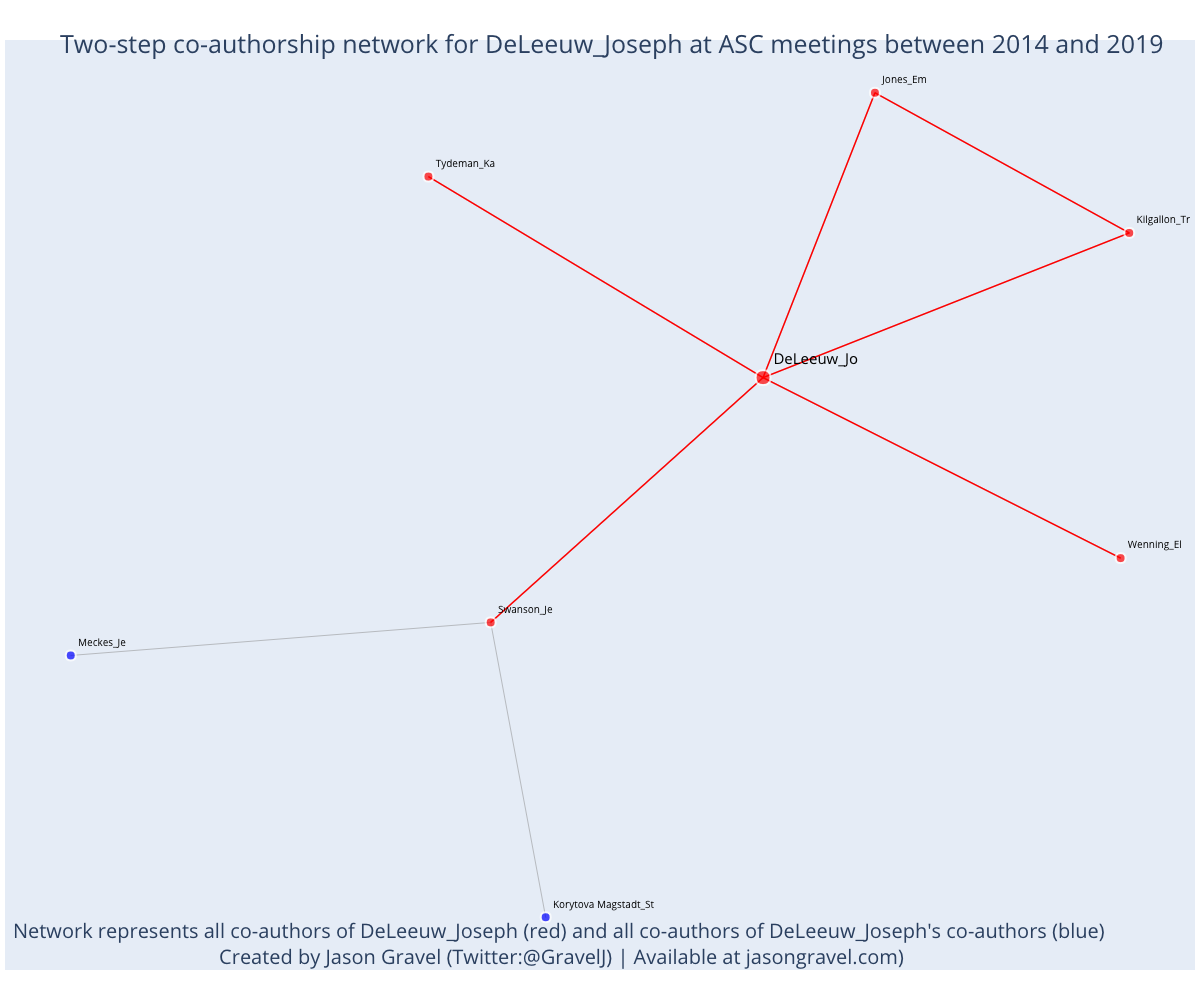 Two-step co-authorship network for DeLeeuw_Joseph at ASC meetings between 2014 and 2019
Jones_Em
Tydeman_Ka
Kilgallon_Tr
DeLeeuw_Jo
Wenning_El
Swanson_Je
Meckes_Je
Korytova Magstadt_St
Network represents all co-authors of DeLeeuw_Joseph (red) and all co-authors of DeLeeuw_Joseph's co-authors (blue)
Created by Jason Gravel (Twitter:@GravelJ) | Available at jasongravel.com)